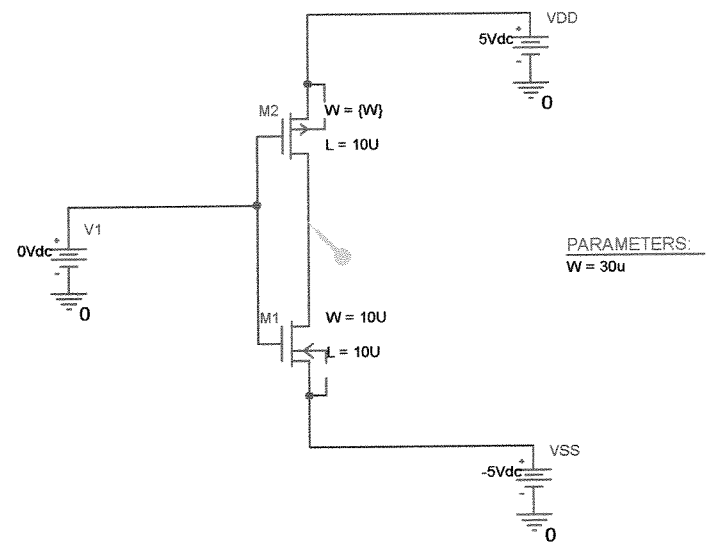 VDD
5Vdc
+
-
0
M2
W = {W}
L = 10U
V1
0Vdc
+
-
0
PARAMETERS:
W = 30u
M1
W = 10U
L = 10U
VSS
-5Vdc
+
-
0